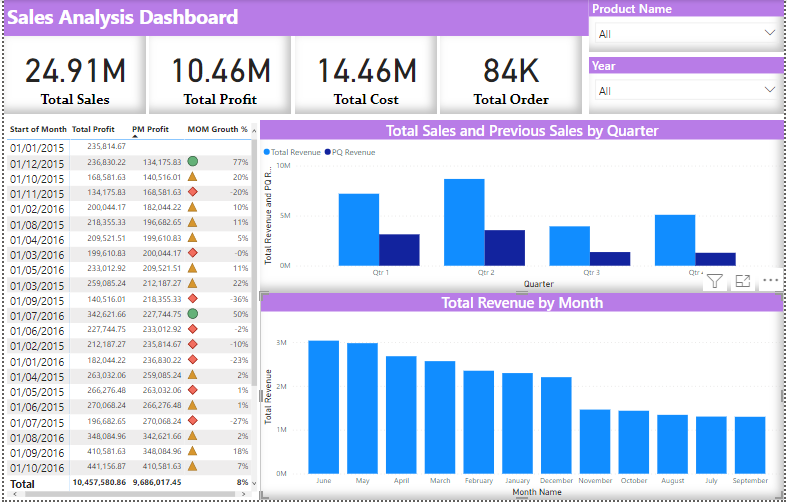 Sales Analysis Dashboard
Product Name
All
Year
All
24.91M
Total Sales
10.46M
Total Profit
14.46M
Total Cost
84K
Total Order
Start of Month Total Profit PM Profit MOM Grouth %
01/01/2015 235,814.67
01/12/2015 236,830.22 134,175.83 77%
01/10/2015 168,581.63 140,516.01 20%
01/11/2015 134,175.83 168,581.63 -20%
01/02/2016 200,044.17 182,044.22 10%
01/08/2015 218,355.33 196,682.65 11%
01/04/2016 209,521.51 199,610.83 5%
01/03/2016 199,610.83 200,044.17 -0%
01/05/2016 233,012.92 209,521.51 11%
01/03/2015 259,085.24 212,187.27 22%
01/09/2015 140,516.01 218,355.33 -36%
01/07/2016 342,621.66 227,744.75 50%
01/06/2016 227,744.75 233,012.92 -2%
01/02/2015 212,187.27 235,814.67 -10%
01/01/2016 182,044.22 236,830.22 -23%
01/04/2015 263,032.06 259,085.24 2%
01/05/2015 266,276.48 263,032.06 1%
01/06/2015 270,068.24 266,276.48 1%
01/07/2015 196,682.65 270,068.24 -27%
01/08/2016 348,084.96 342,621.66 2%
01/09/2016 410,581.63 348,084.96 18%
01/10/2016 441,156.87 410,581.63 7%
Total 10,457,580.86 9,686,017.45 8%
Total Sales and Previous Sales by Quarter
Total Revenue PQ Revenue
Total Revenue and PQ R...
10M
5M
0M
Qtr 1 Qtr 2 Qtr 3 Qtr
Quarter
Total Revenue by Month
Total Revenue
3M
2M
1M
0M
June May April March February January December November October August July September
Month Name